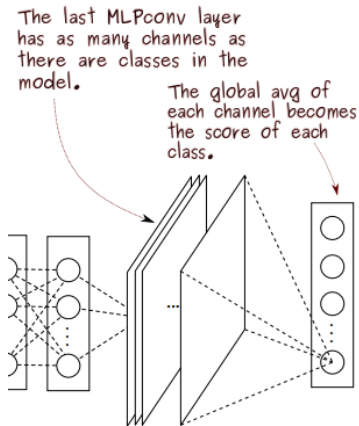 The last MLPconv layer
has as many channels as
there are classes in the
model.
The global avg of
each channel becomes
the score of each
class.